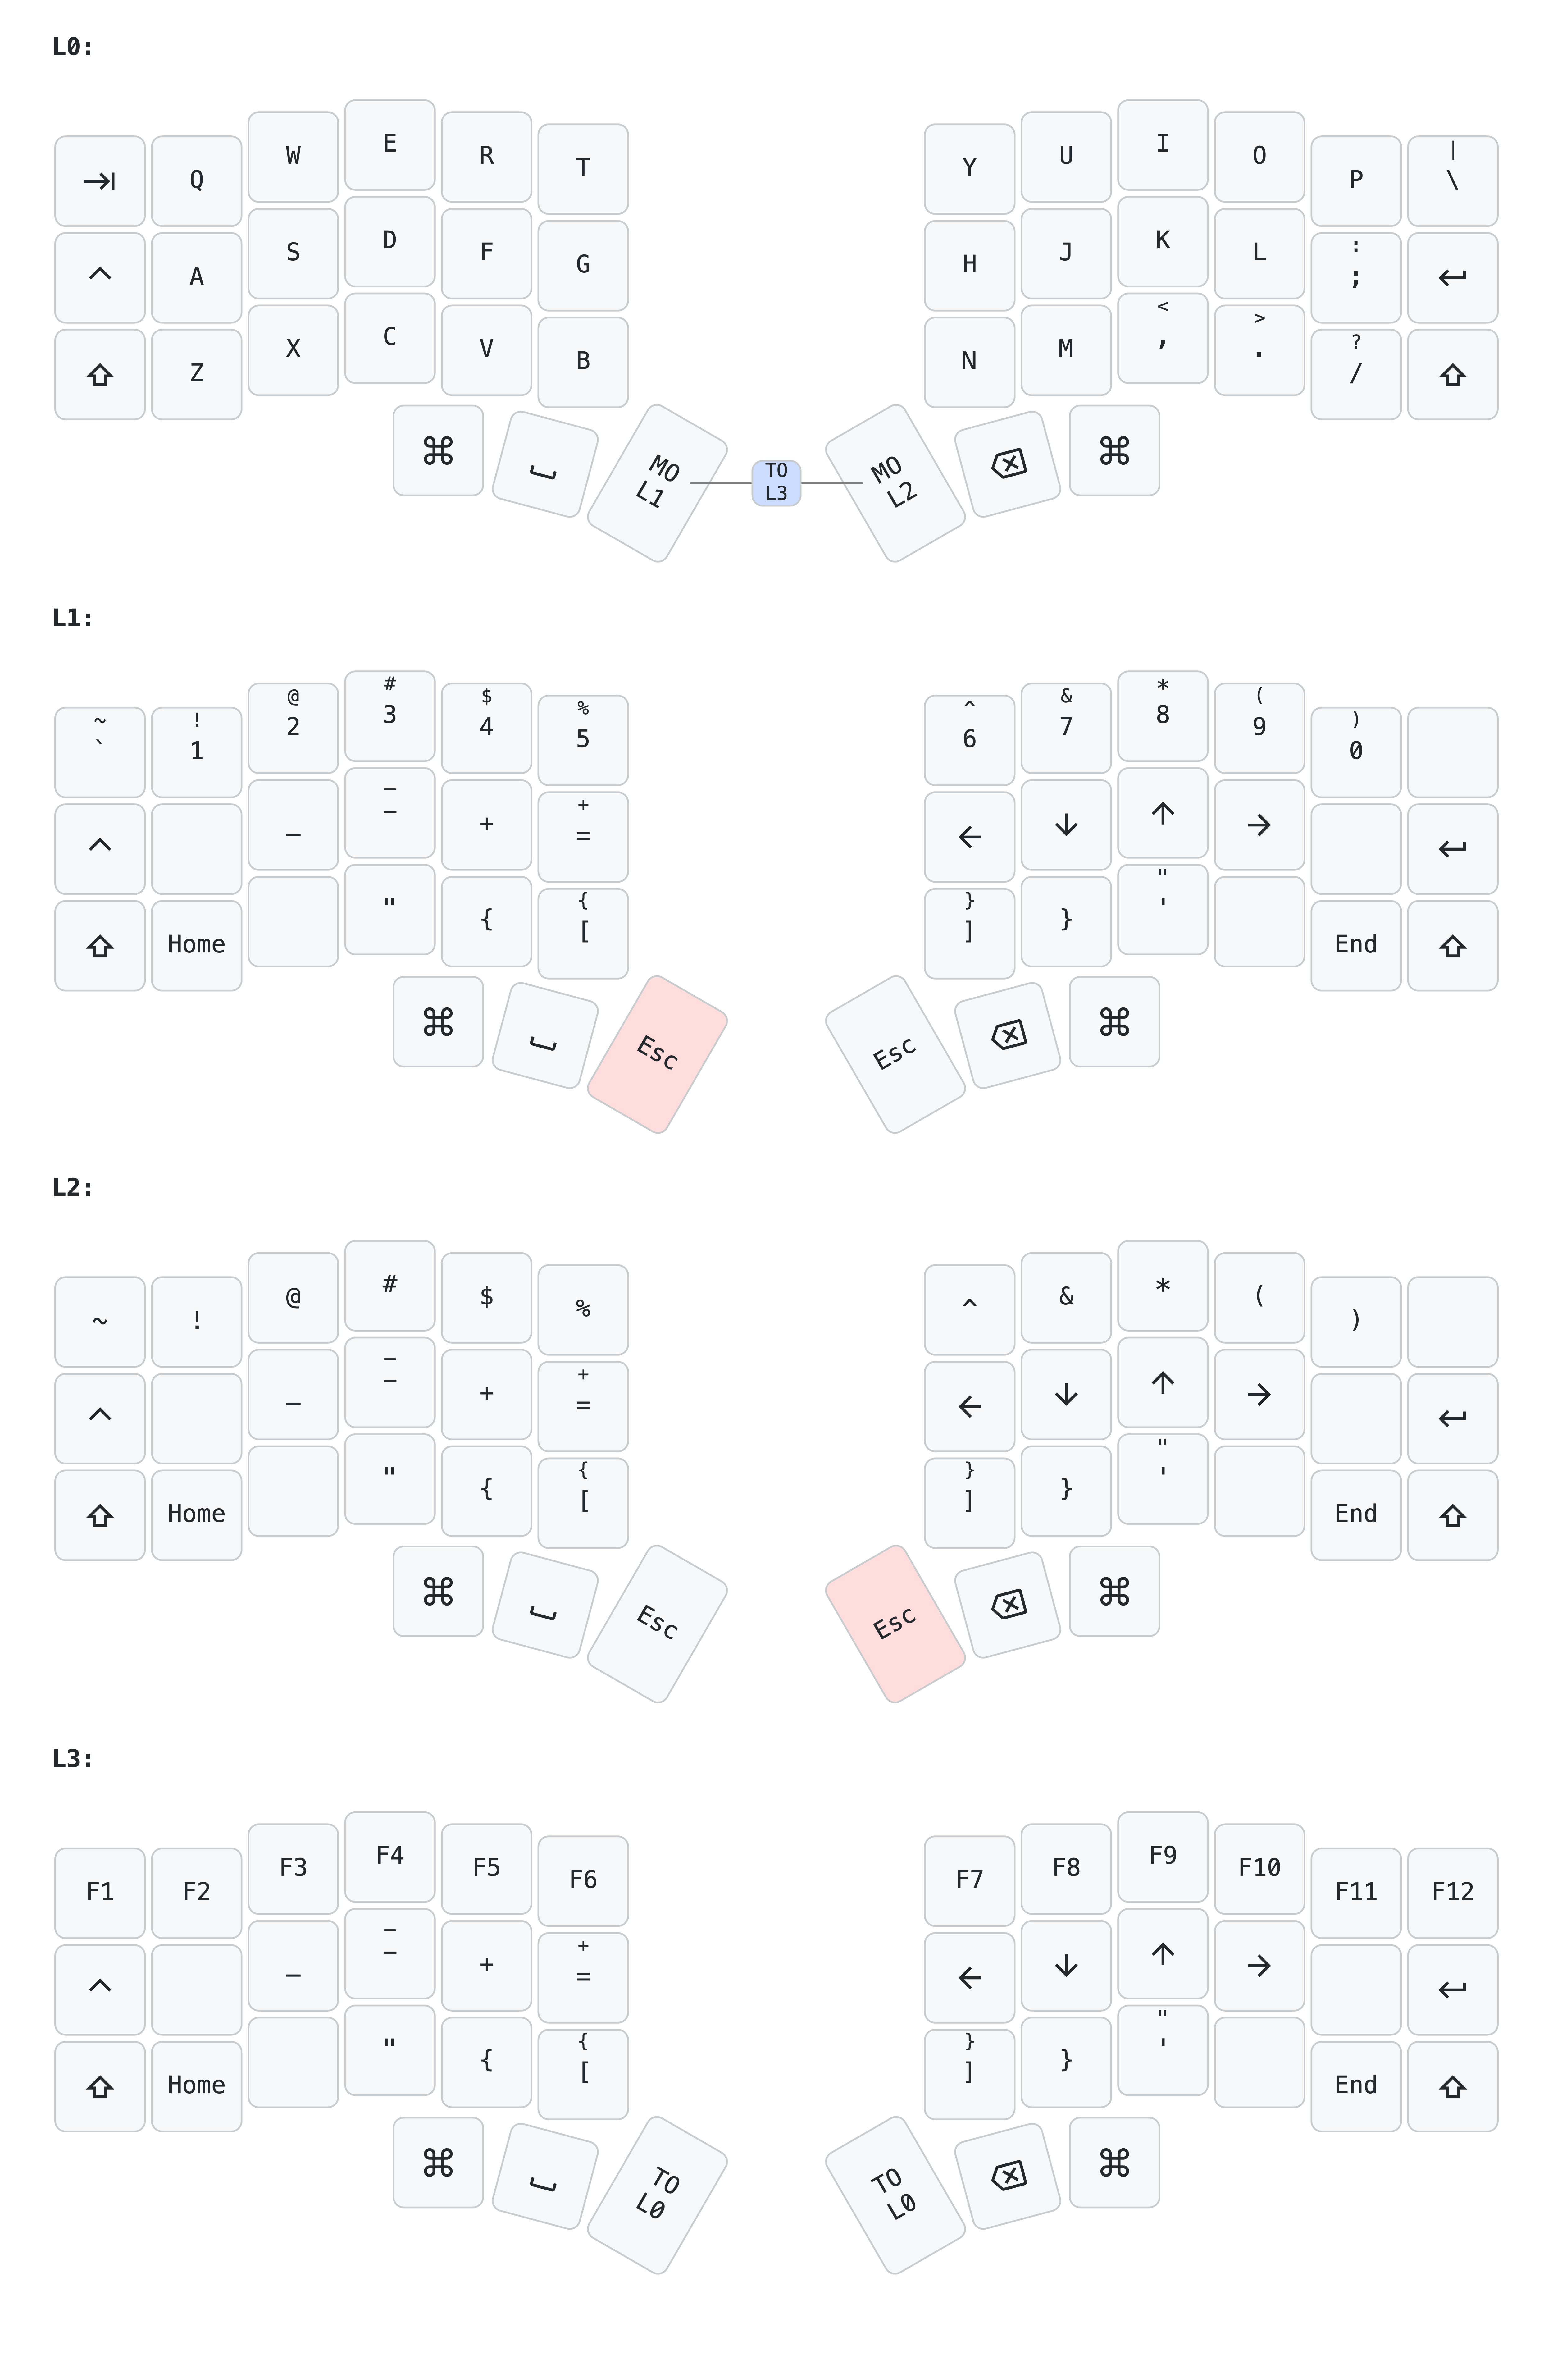 L0:
⇥ Q W E R T Y U I O P | \
^ A S D F G H J K L : ; ↵
⇧ Z X C V B N M < , > . ? / ⇧
⌘ ␣ MO L1 TO L3 MO L2 ⌫ ⌘
L1:
~ ` ! 1 @ 2 # 3 $ 4 % 5 ^ 6 & 7 * 8 ( 9 ) 0
^ _ _ - + + = ← ↓ ↑ → ↵
⇧ Home " { { [ } ] } " ' End ⇧
⌘ ␣ Esc Esc ⌫ ⌘
L2:
~ ! @ # $ % ^ & * ( )
^ _ _ - + + = ← ↓ ↑ → ↵
⇧ Home " { { [ } ] } " ' End ⇧
⌘ ␣ Esc Esc ⌫ ⌘
L3:
F1 F2 F3 F4 F5 F6 F7 F8 F9 F10 F11 F12
^ _ _ - + + = ← ↓ ↑ → ↵
⇧ Home " { { [ } ] } " ' End ⇧
⌘ ␣ TO L0 TO L0 ⌫ ⌘